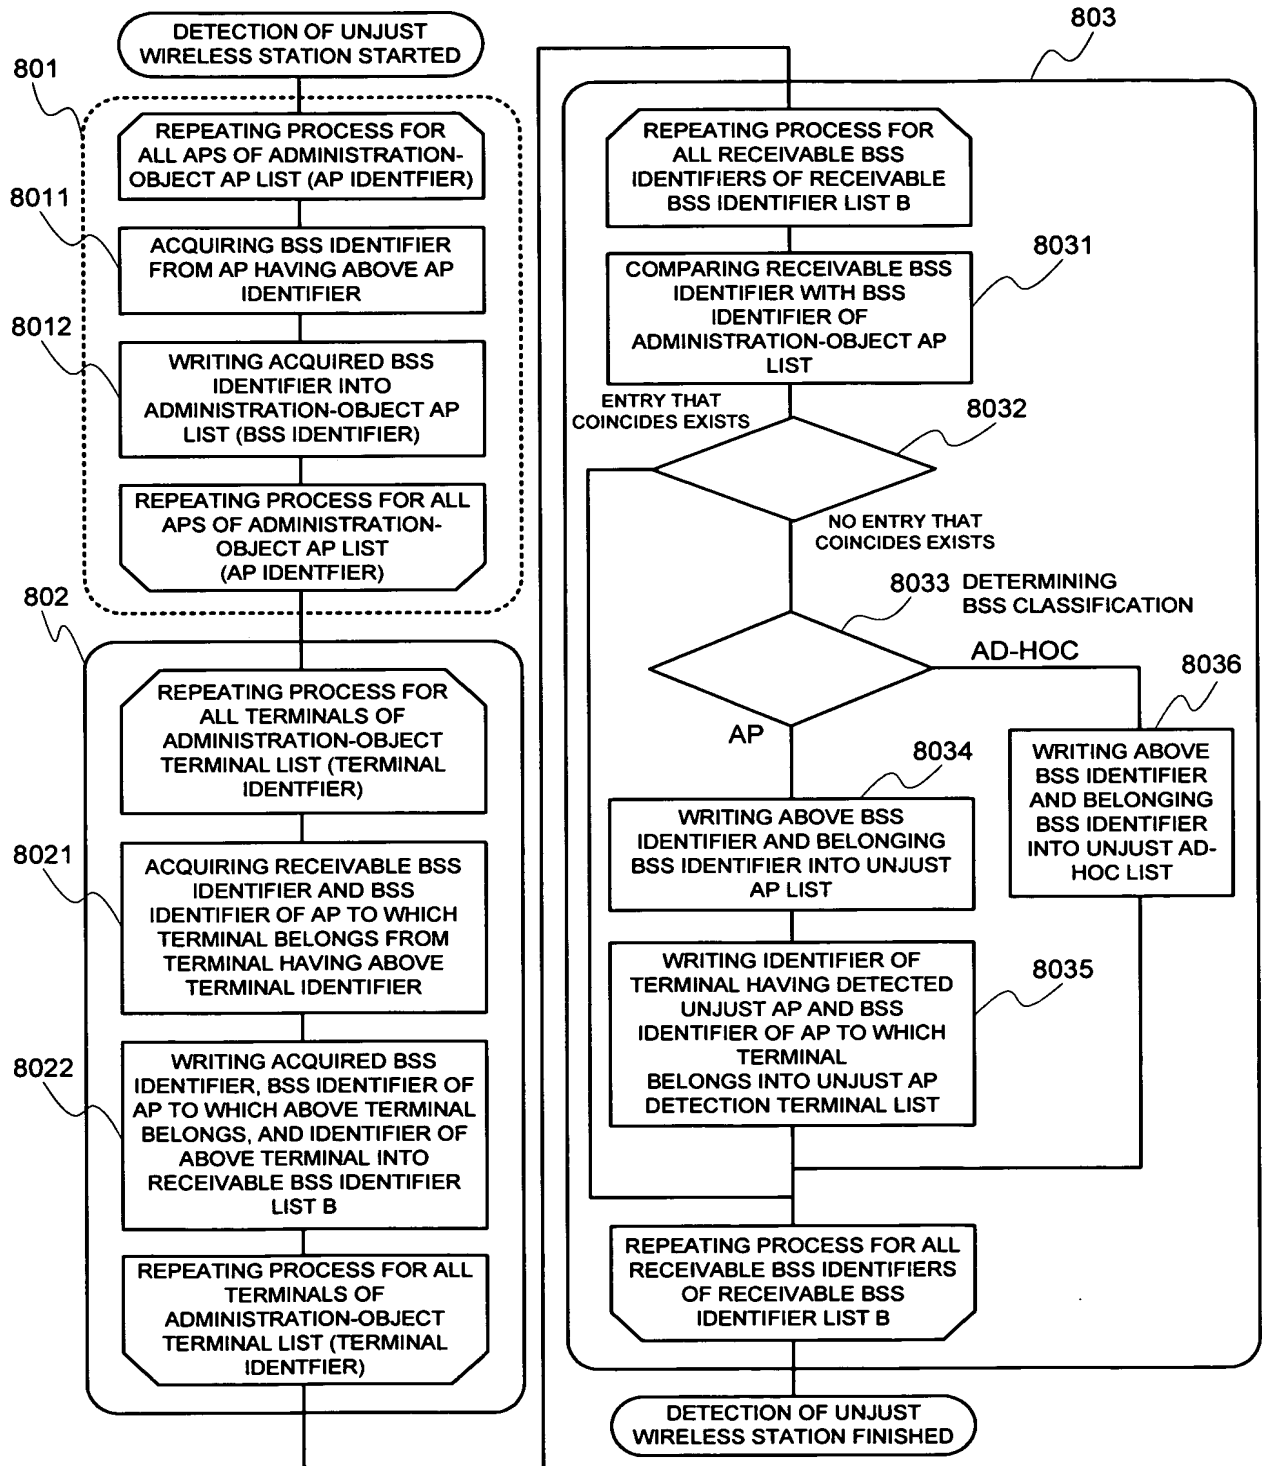 DETECTION OF UNJUST
WIRELESS STATION STARTED
801
REPEATING PROCESS FOR
ALL APS OF ADMINISTRATION-
OBJECT AP LIST (AP IDENTFIER)
8011
ACQUIRING BSS IDENTIFIER
FROM AP HAVING ABOVE AP
IDENTIFIER
8012
WRITING ACQUIRED BSS
IDENTIFIER INTO
ADMINISTRATION-OBJECT AP
LIST (BSS IDENTIFIER)
REPEATING PROCESS FOR ALL
APS OF ADMINISTRATION-
OBJECT AP LIST
(AP IDENTFIER)
802
REPEATING PROCESS FOR
ALL TERMINALS OF
ADMINISTRATION-OBJECT
TERMINAL LIST (TERMINAL
IDENTFIER)
8021
ACQUIRING RECEIVABLE BSS
IDENTIFIER AND BSS
IDENTIFIER OF AP TO WHICH
TERMINAL BELONGS FROM
TERMINAL HAVING ABOVE
TERMINAL IDENTIFIER
8022
WRITING ACQUIRED BSS
IDENTIFIER, BSS IDENTIFIER OF
AP TO WHICH ABOVE TERMINAL
BELONGS, AND IDENTIFIER OF
ABOVE TERMINAL INTO
RECEIVABLE BSS IDENTIFIER
LIST B
REPEATING PROCESS FOR ALL
TERMINALS OF
ADMINISTRATION-OBJECT
TERMINAL LIST (TERMINAL
IDENTFIER)
803
REPEATING PROCESS FOR
ALL RECEIVABLE BSS
IDENTIFIERS OF RECEIVABLE
BSS IDENTIFIER LIST B
8031
COMPARING RECEIVABLE BSS
IDENTIFIER WITH BSS
IDENTIFIER OF
ADMINISTRATION-OBJECT AP
LIST
ENTRY THAT
COINCIDES EXISTS
8032
NO ENTRY THAT
COINCIDES EXISTS
8033
DETERMINING
BSS CLASSIFICATION
AD-HOC
8036
AP
WRITING ABOVE
BSS IDENTIFIER
AND BELONGING
BSS IDENTIFIER
INTO UNJUST AD-
HOC LIST
8034
WRITING ABOVE BSS
IDENTIFIER AND BELONGING
BSS IDENTIFIER INTO UNJUST
AP LIST
8035
WRITING IDENTIFIER OF
TERMINAL HAVING DETECTED
UNJUST AP AND BSS
IDENTIFIER OF AP TO WHICH
TERMINAL
BELONGS INTO UNJUST AP
DETECTION TERMINAL LIST
REPEATING PROCESS FOR ALL
RECEIVABLE BSS IDENTIFIERS
OF RECEIVABLE BSS
IDENTIFIER LIST B
DETECTION OF UNJUST
WIRELESS STATION FINISHED